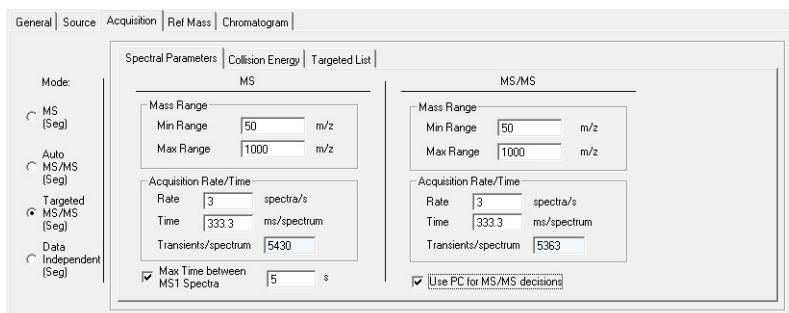 General Source Acquisition Ref Mass Chromatogram
Spectral Parameters Collision Energy Targeted List
Mode:
MS
(Seg)
Auto
MS/MS
(Seg)
Targeted
MS/MS
(Seg)
Data
Independent
(Seg)
MS
Mass Range
Min Range 50 m/z
Max Range 1000 m/z
Acquisition Rate/Time
Rate 3 spectra/s
Time 333.3 ms/spectrum
Transients/spectrum 5430
Max Time between
MS1 Spectra 5 s
MS/MS
Mass Range
Min Range 50 m/z
Max Range 1000 m/z
Acquisition Rate/Time
Rate 3 spectra/s
Time 333.3 ms/spectrum
Transients/spectrum 5363
Use PC for MS/MS decisions